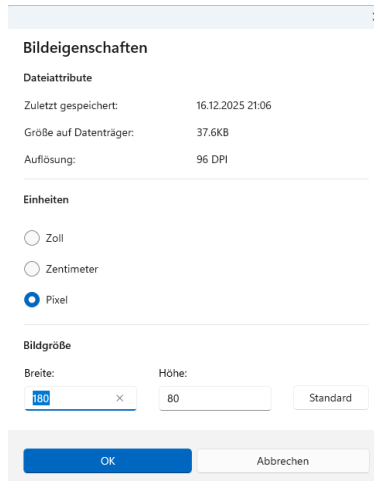 Bildeigenschaften
Dateiattribute
Zuletzt gespeichert: 16.12.2025 21:06
Größe auf Datenträger: 37.6KB
Auflösung: 96 DPI
Einheiten
Zoll
Zentimeter
Pixel
Bildgröße
Breite: Höhe:
180 80 Standard
OK Abbrechen